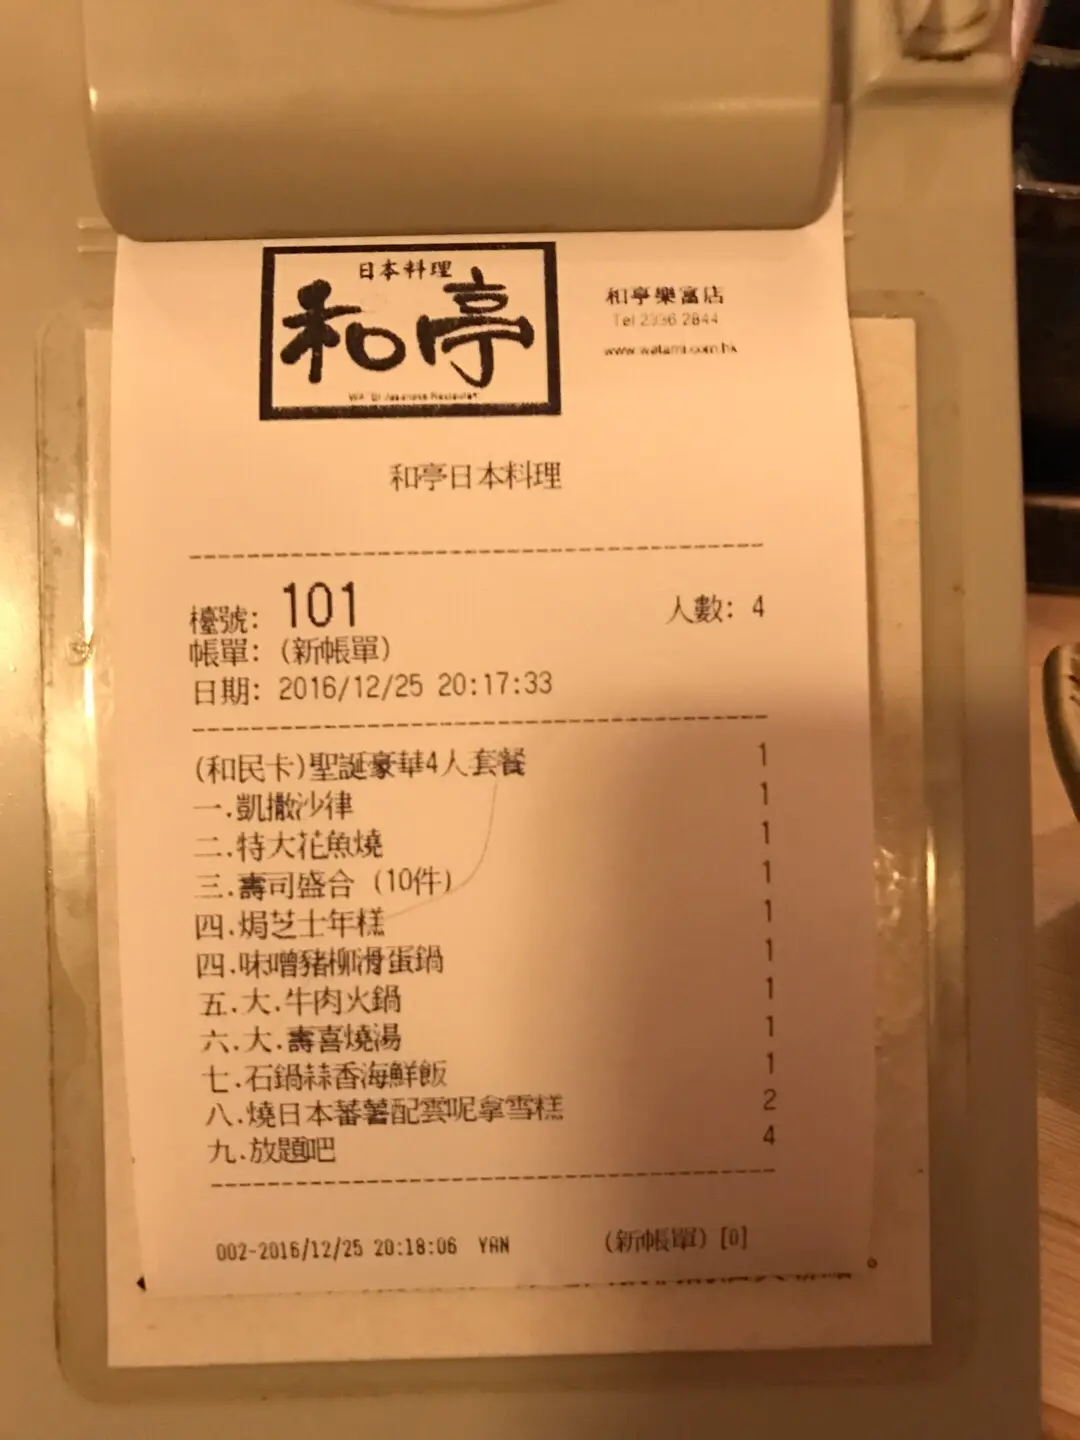 日本料理
和亭
和亭樂富店
Tel 2336 2844
www.watami.com.hk
和亭日本料理
檯號: 101 人數: 4
帳單: (新帳單)
日期: 2016/12/25 20:17:33
(和民卡)聖誕豪華4人套餐 1
一.凱撒沙律 1
二.特大花魚燒 1
三.壽司盛合 (10件) 1
四.焗芝士年糕 1
四.味噌豬柳滑蛋鍋 1
五.大.牛肉火鍋 1
六.大.壽喜燒湯 1
七.石鍋蒜香海鮮飯 1
八.燒日本蕃薯配雲呢拿雪糕 2
九.放題吧 4
002-2016/12/25 20:18:06 YAN (新帳單) [0]